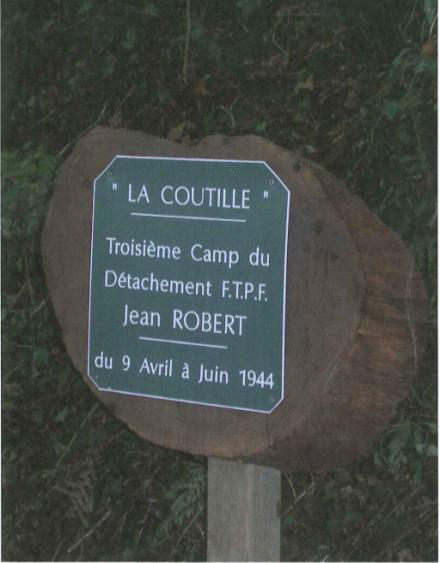 " LA COUTILLE "
Troisième Camp du
Détachement F.T.P.F.
Jean ROBERT
du 9 Avril à Juin 1944